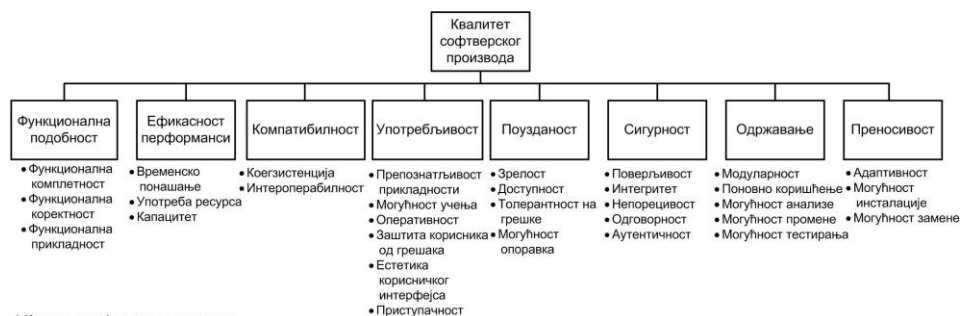 Квалитет
софтверског
производа
Функционална
подобност
• Функционална
комплетност
• Функционална
коректност
• Функционална
прикладност
Ефикасност
перформанси
• Временско
понашање
• Употреба ресурса
• Капацитет
Компатибилност
• Коегзистенција
• Интероперабилност
Употребљивост
• Препознатљивост
прикладности
• Могућност учења
• Оперативност
• Заштита корисника
од грешака
• Естетика
корисничког
интерфејса
• Приступачност
Поузданост
• Зрелост
• Доступност
• Толерантност на
грешке
• Могућност
опоравка
Сигурност
• Поверљивост
• Интегритет
• Непорецивост
• Одговорност
• Аутентичност
Одржавање
• Модуларност
• Поновно коришћење
• Могућност анализе
• Могућност промене
• Могућност тестирања
Преносивост
• Адаптивност
• Могућност
инсталације
• Могућност замене